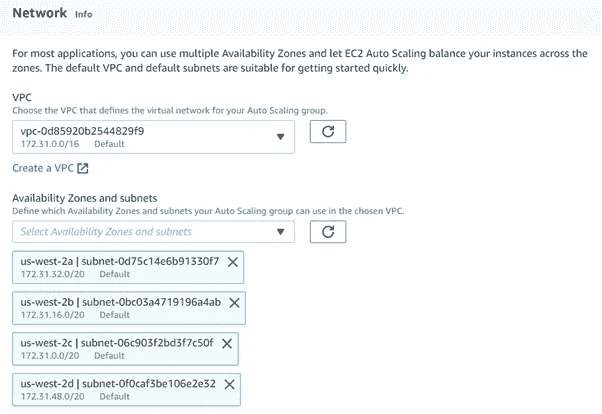 Network Info
For most applications, you can use multiple Availability Zones and let EC2 Auto Scaling balance your instances across the
zones. The default VPC and default subnets are suitable for getting started quickly.
VPC
Choose the VPC that defines the virtual network for your Auto Scaling group.
vpc-0d85920b2544829f9
172.31.0.0/16 Default
Create a VPC
Availability Zones and subnets
Define which Availability Zones and subnets your Auto Scaling group can use in the chosen VPC.
Select Availability Zones and subnets
us-west-2a | subnet-0d75c14e6b91330f7
172.31.32.0/20 Default
us-west-2b | subnet-0bc03a4719196a4ab
172.31.16.0/20 Default
us-west-2c | subnet-06c903f2bd3f7c50f
172.31.0.0/20 Default
us-west-2d | subnet-0f0caf3be106e2e32
172.31.48.0/20 Default